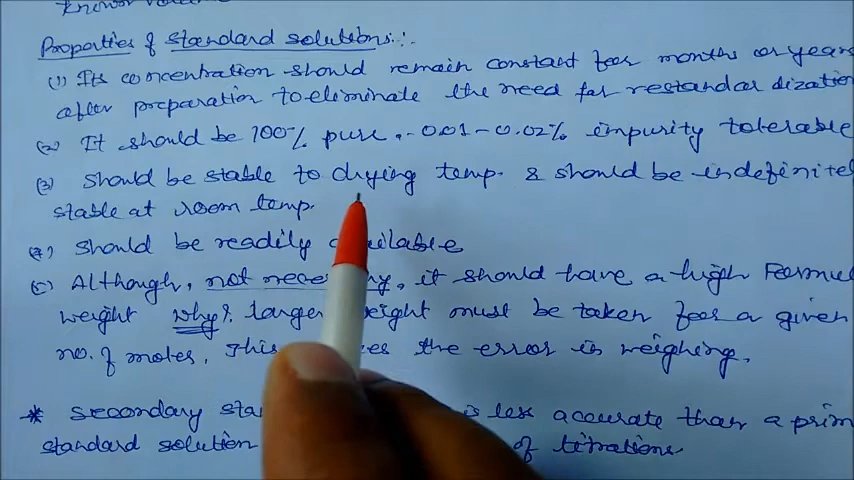 Properties of standard solutions:.
(1) Its concentration should remain constant for months or years
after preparation to eliminate the need for restandardization
(2) It should be 100% pure. - 0.01 - 0.02% impurity tolerable
(3) Should be stable to drying temp. & should be indefinitel
stable at room temp.
(4) Should be readily available
(5) Although, not necessary, it should have a high Formul
weight why? larger weight must be taken for a given
no. of moles, This the error in weighing.
* Secondary sta is less accurate than a prim
standard solution of titrations.